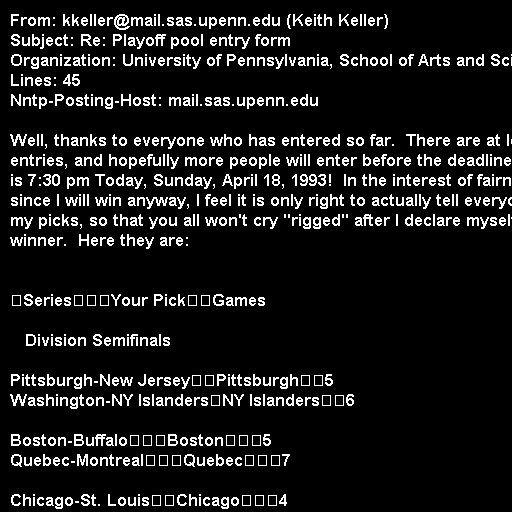 From: kkeller@mail.sas.upenn.edu (Keith Keller)
Subject: Re: Playoff pool entry form
Organization: University of Pennsylvania, School of Arts and Sci
Lines: 45
Nntp-Posting-Host: mail.sas.upenn.edu
Well, thanks to everyone who has entered so far.  There are at
entries, and hopefully more people will enter before the deadline
is 7:30 pm Today, Sunday, April 18, 1993!  In the interest of
since I will win anyway, I feel it is only right to actually tell
my picks, so that you all won't cry "rigged" after I declare
winner.  Here they are:
□Series□□□Your Pick□□Games
Division Semifinals
Pittsburgh-New Jersey□□Pittsburgh□□5
Washington-NY Islanders□NY Islanders□□6
Boston-Buffalo□□□Boston□□□5
Quebec-Montreal□□□Quebec□□□7
Chicago-St. Louis□□Chicago□□□4